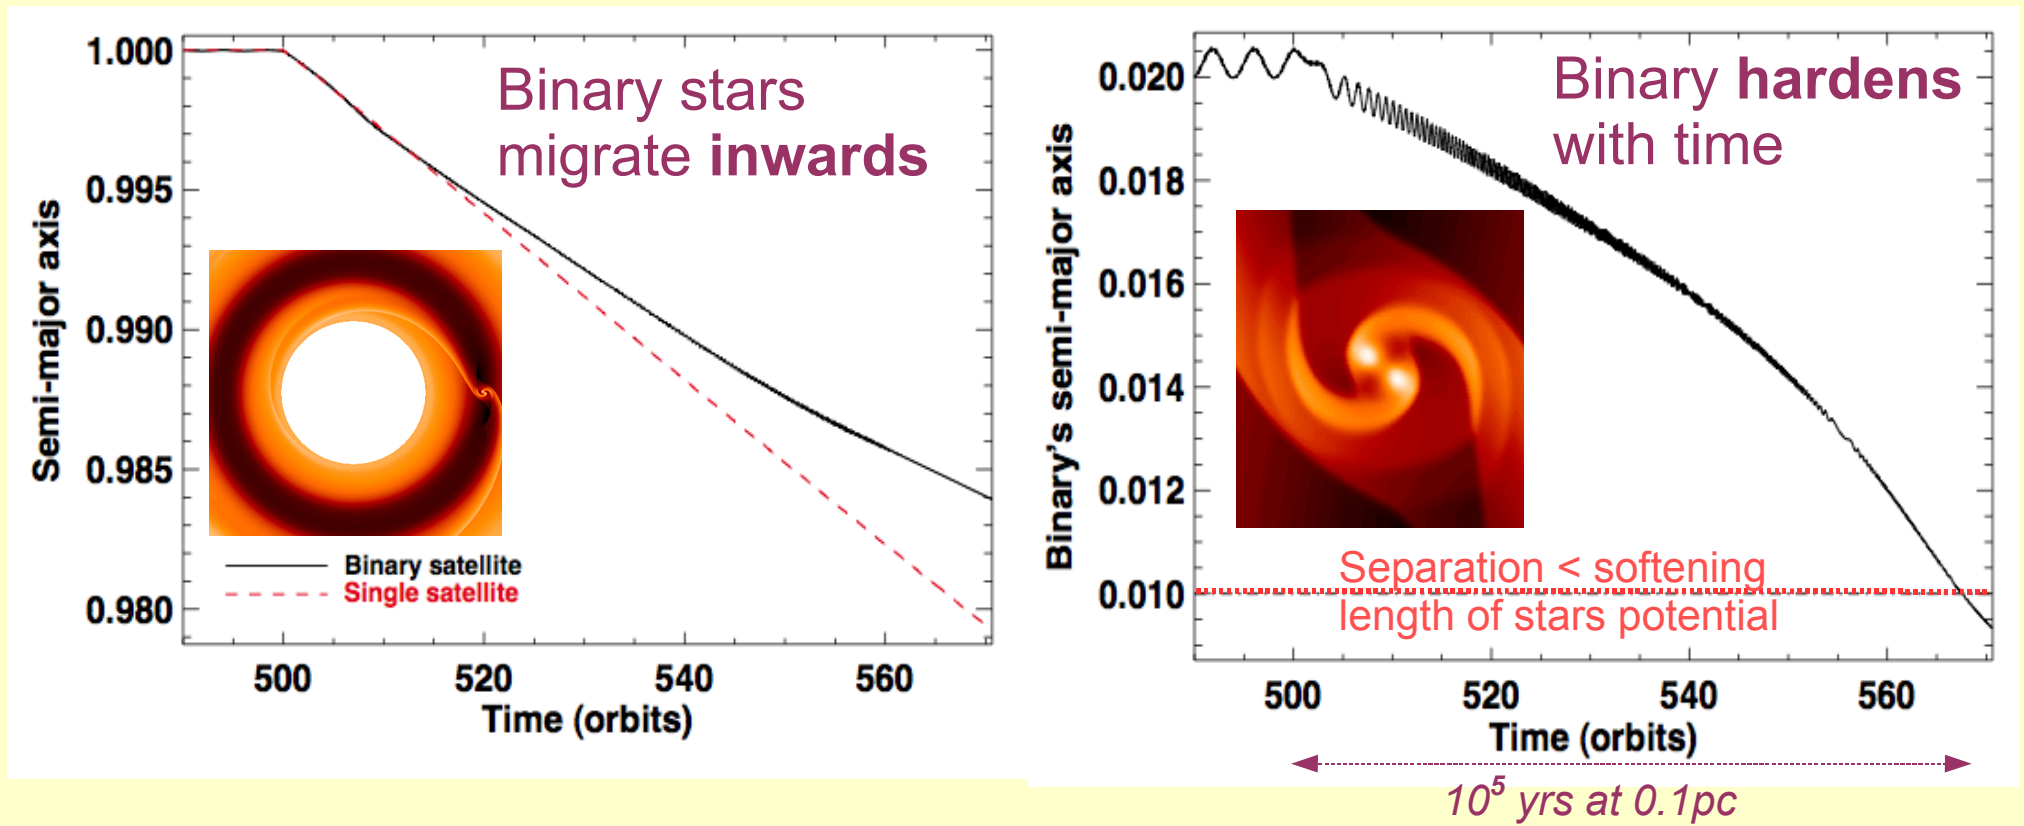 Binary stars
migrate inwards
1.000
0.995
0.990
0.985
0.980
Semi-major axis
Binary satellite
Single satellite
500 520 540 560
Time (orbits)
Binary hardens
with time
0.020
0.018
0.016
0.014
0.012
0.010
Binary's semi-major axis
Separation < softening
length of stars potential
500 520 540 560
Time (orbits)
10⁵ yrs at 0.1pc